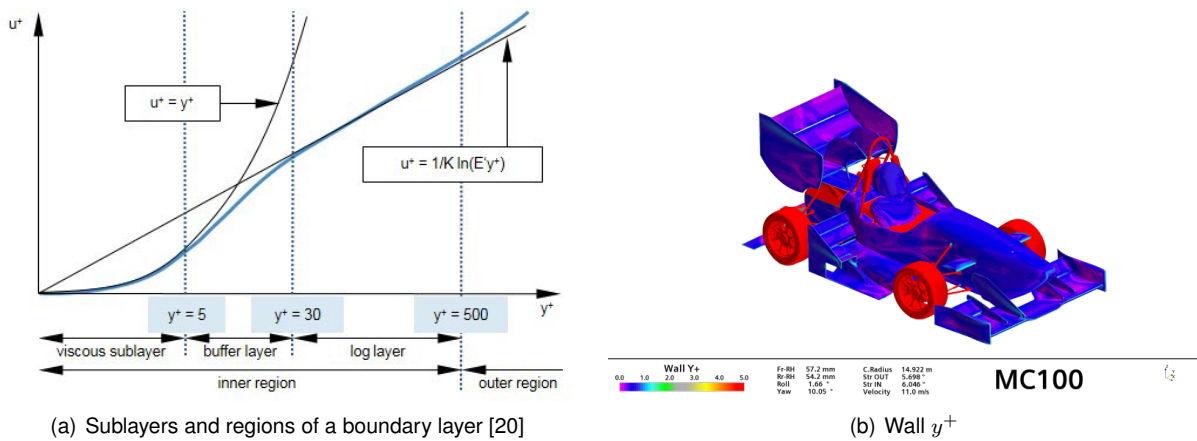 u⁺
u⁺ = y⁺
u⁺ = 1/K ln(E'y⁺)
y⁺ = 5
y⁺ = 30
y⁺ = 500
y⁺
viscous sublayer
buffer layer
log layer
inner region
outer region
(a) Sublayers and regions of a boundary layer [20]
Wall Y+
0.0 1.0 2.0 3.0 4.0 5.0
Fr-RH 57.2 mm
Rr-RH 54.2 mm
Roll 1.66 °
Yaw 10.05 °
C.Radius 14.922 m
Str OUT 5.698 °
Str IN 6.046 °
Velocity 11.0 m/s
MC100
(b) Wall y⁺